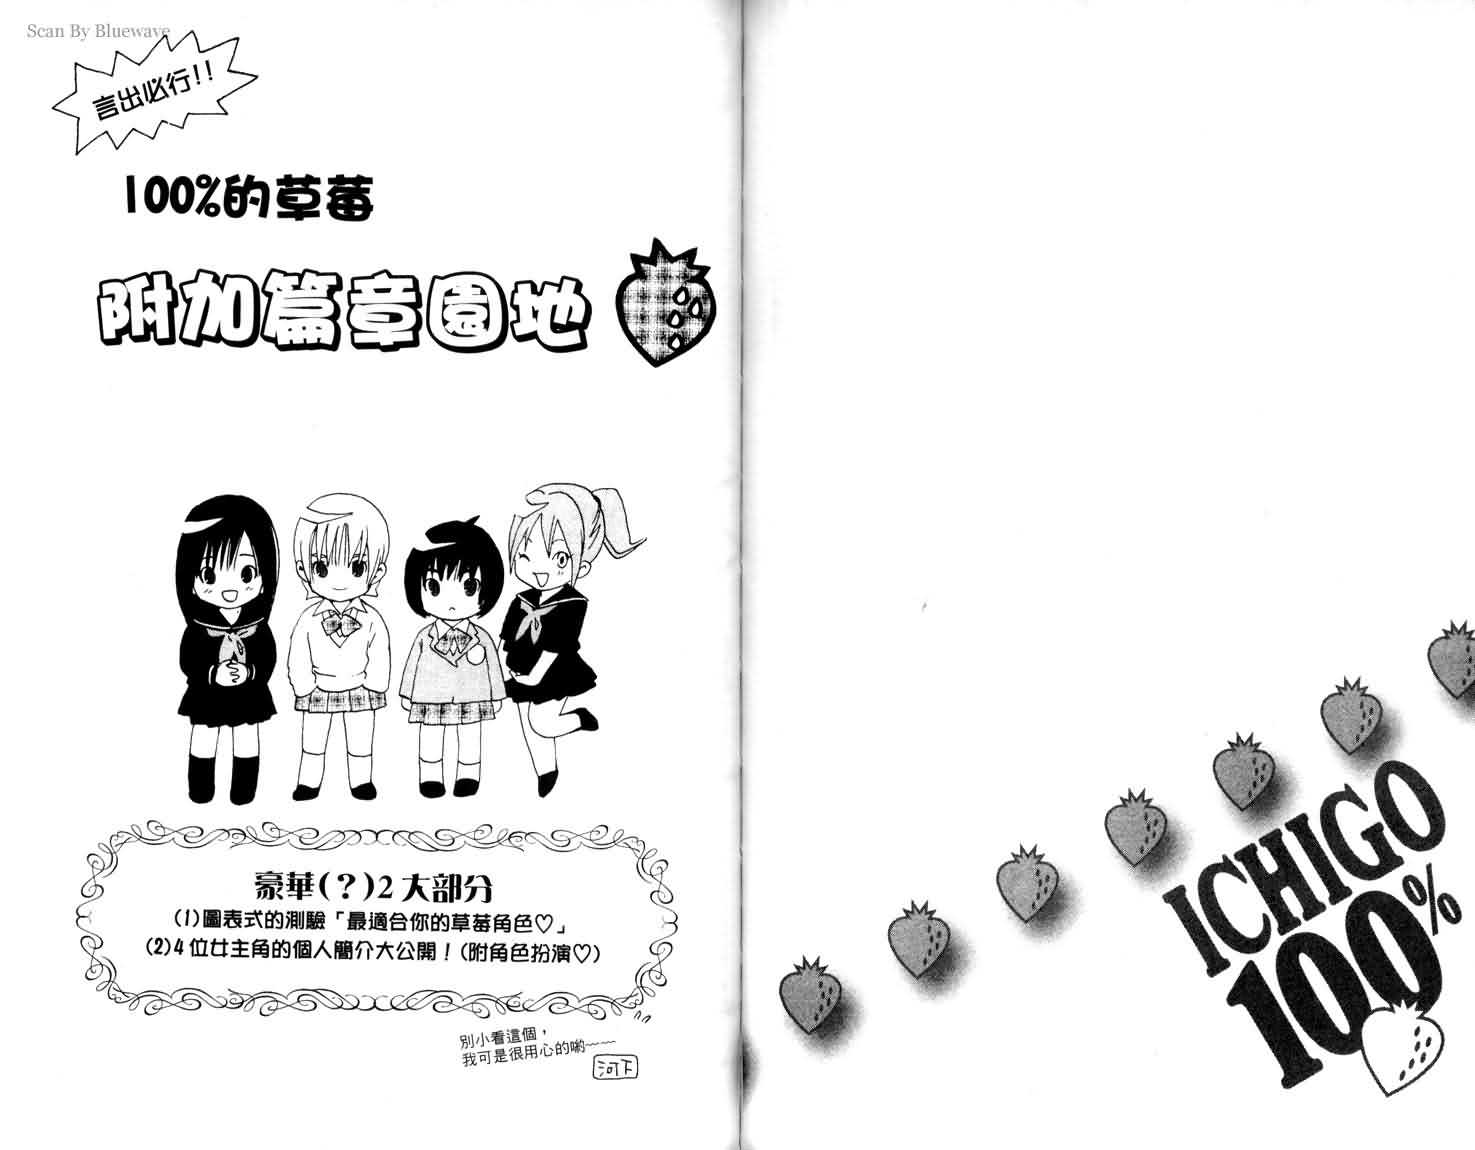 Scan By Bluewave
言出必行!!
100%的草莓
附加篇章園地
豪華(?)2大部分
(1)圖表式的測驗「最適合你的草莓角色♡」
(2)4位女主角的個人簡介大公開!(附角色扮演♡)
別小看這個,
我可是很用心的喲~~~
河下
ICHIGO
100%